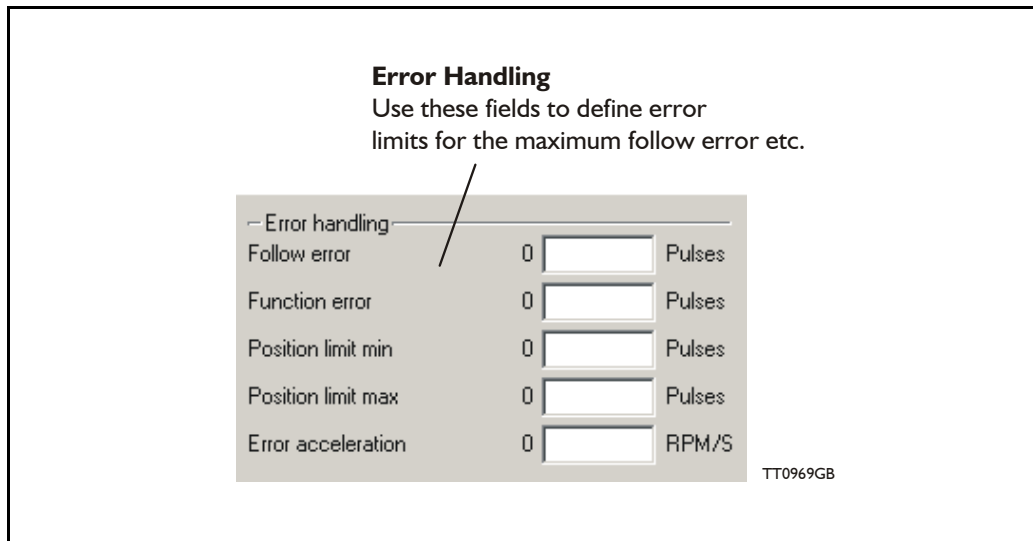 Error Handling
Use these fields to define error
limits for the maximum follow error etc.
Error handling
Follow error 0 Pulses
Function error 0 Pulses
Position limit min 0 Pulses
Position limit max 0 Pulses
Error acceleration 0 RPM/S
TT0969GB